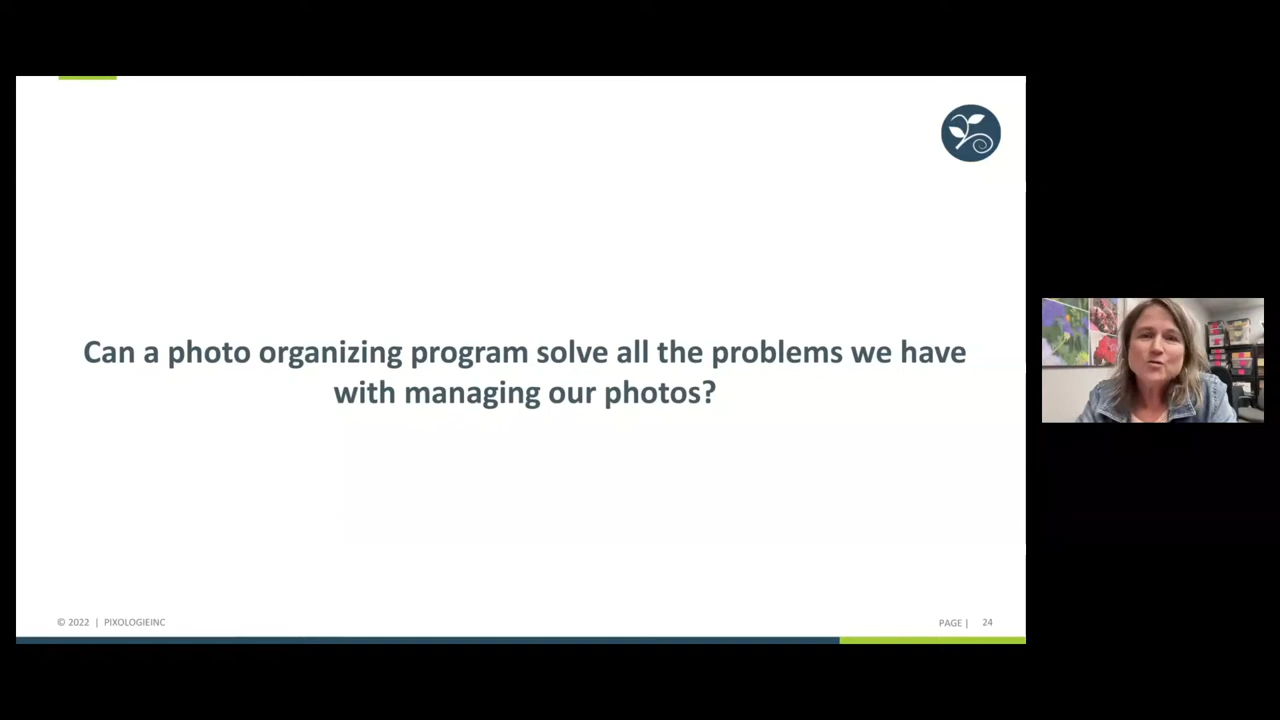 Can a photo organizing program solve all the problems we have
with managing our photos?
© 2022 | PIXOLOGIEINC
PAGE | 24